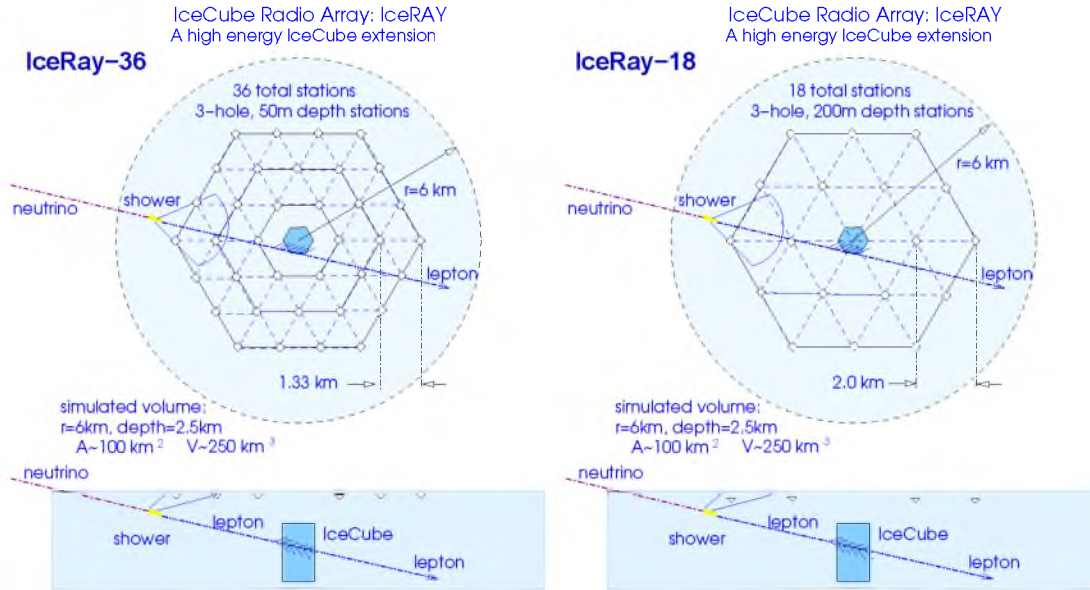 IceCube Radio Array: IceRAY
A high energy IceCube extension
IceRay-36
36 total stations
3-hole, 50m depth stations
r=6 km
shower
neutrino
lepton
1.33 km
simulated volume:
r=6km, depth=2.5km
A~100 km 2 V~250 km 3
neutrino
lepton
IceCube
shower
lepton
IceCube Radio Array: IceRAY
A high energy IceCube extension
IceRay-18
18 total stations
3-hole, 200m depth stations
r=6 km
shower
neutrino
lepton
2.0 km
simulated volume:
r=6km, depth=2.5km
A~100 km 2 V~250 km 3
neutrino
lepton
IceCube
shower
lepton